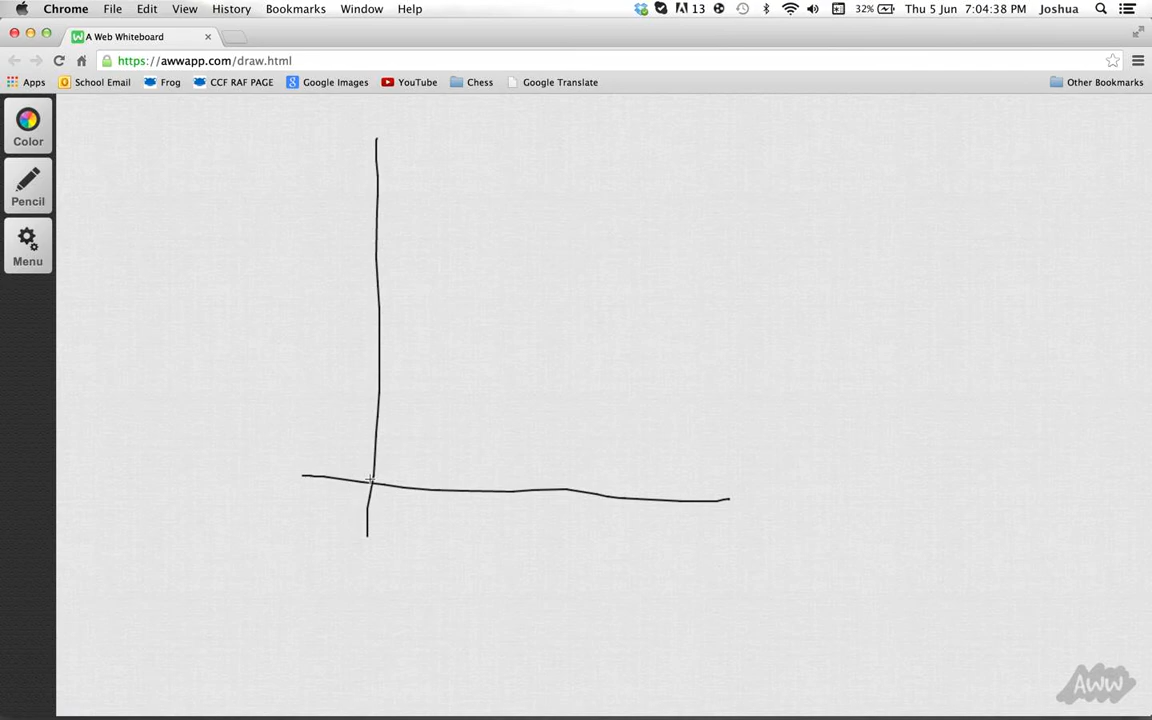 Chrome File Edit View History Bookmarks Window Help 13 32% Thu 5 Jun 7:04:38 PM Joshua
A Web Whiteboard
https://awwapp.com/draw.html
Apps School Email Frog CCF RAF PAGE Google Images YouTube Chess Google Translate Other Bookmarks
Color
Pencil
Menu
AWW